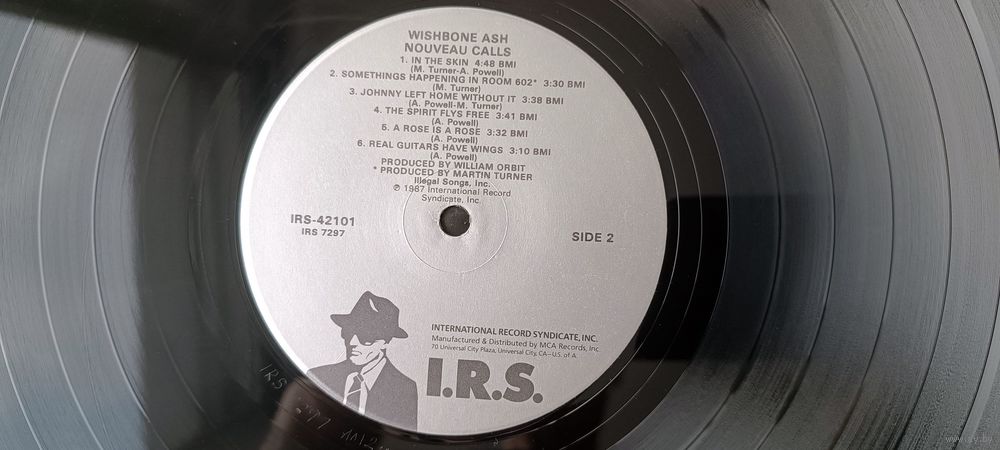 WISHBONE ASH
NOUVEAU CALLS
1. IN THE SKIN 4:48 BMI
(M. Turner-A. Powell)
2. SOMETHINGS HAPPENING IN ROOM 602* 3:30 BMI
(M. Turner)
3. JOHNNY LEFT HOME WITHOUT IT 3:38 BMI
(A. Powell-M. Turner)
4. THE SPIRIT FLYS FREE 3:41 BMI
(A. Powell)
5. A ROSE IS A ROSE 3:32 BMI
(A. Powell)
6. REAL GUITARS HAVE WINGS 3:10 BMI
(A. Powell)
PRODUCED BY WILLIAM ORBIT
* PRODUCED BY MARTIN TURNER
Illegal Songs, Inc.
℗ 1987 International Record
Syndicate, Inc.
IRS-42101
IRS 7297
SIDE 2
INTERNATIONAL RECORD SYNDICATE, INC.
Manufactured & Distributed by MCA Records, Inc.
70 Universal City Plaza, Universal City, CA—U.S. of A.
I.R.S.
IRS